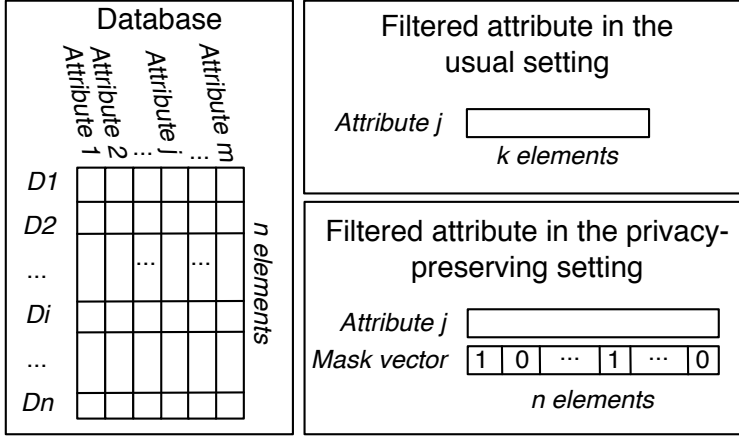 Database
Attribute 1
Attribute 2
...
Attribute j
...
Attribute m
D1
D2
... ... ...
Di
...
Dn
n elements
Filtered attribute in the
usual setting
Attribute j
k elements
Filtered attribute in the privacy-
preserving setting
Attribute j
Mask vector 1 0 ... 1 ... 0
n elements